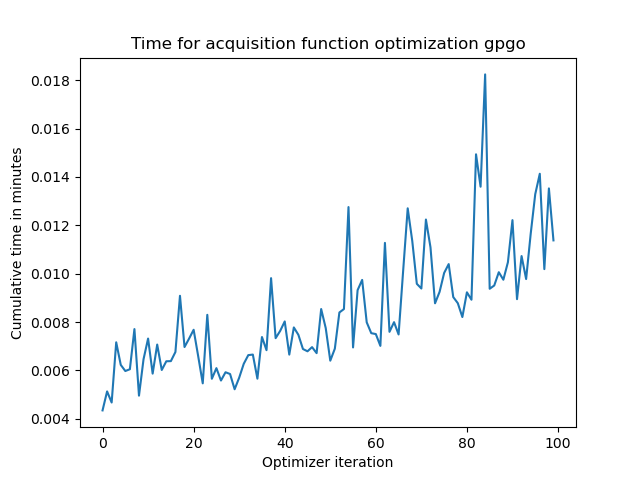 Time for acquisition function optimization gpgo
0.018
0.016
0.014
0.012
0.010
0.008
0.006
0.004
Cumulative time in minutes
0 20 40 60 80 100
Optimizer iteration